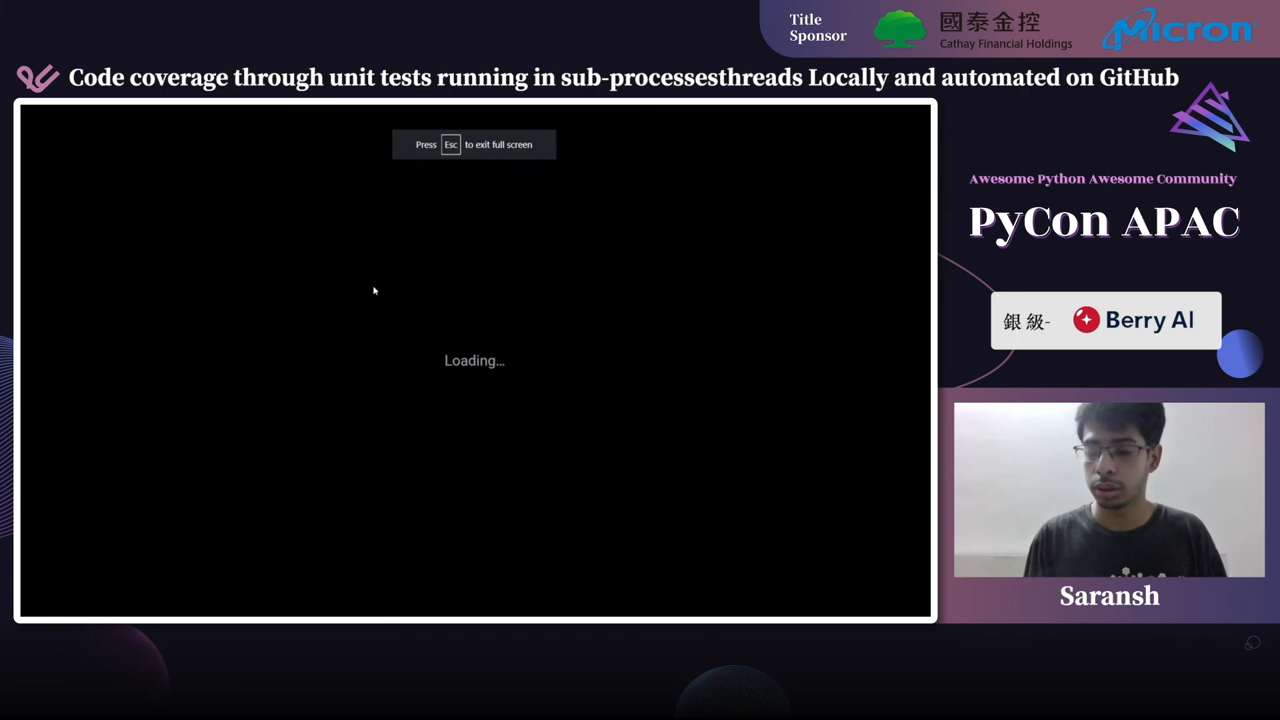 Title
Sponsor
國泰金控
Cathay Financial Holdings
Micron
Code coverage through unit tests running in sub-processesthreads Locally and automated on GitHub
Press Esc to exit full screen
Loading...
Awesome Python Awesome Community
PyCon APAC
銀級- Berry AI
Saransh